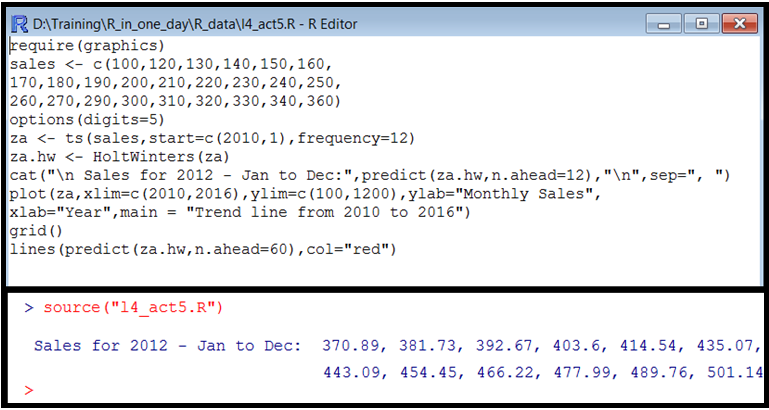 D:\Training\R_in_one_day\R_data\l4_act5.R - R Editor
require(graphics)
sales <- c(100,120,130,140,150,160,
170,180,190,200,210,220,230,240,250,
260,270,290,300,310,320,330,340,360)
options(digits=5)
za <- ts(sales,start=c(2010,1),frequency=12)
za.hw <- HoltWinters(za)
cat("\n Sales for 2012 - Jan to Dec:",predict(za.hw,n.ahead=12),"\n",sep=", ")
plot(za,xlim=c(2010,2016),ylim=c(100,1200),ylab="Monthly Sales",
xlab="Year",main = "Trend line from 2010 to 2016")
grid()
lines(predict(za.hw,n.ahead=60),col="red")
> source("l4_act5.R")
Sales for 2012 - Jan to Dec: 370.89, 381.73, 392.67, 403.6, 414.54, 435.07,
443.09, 454.45, 466.22, 477.99, 489.76, 501.14
>